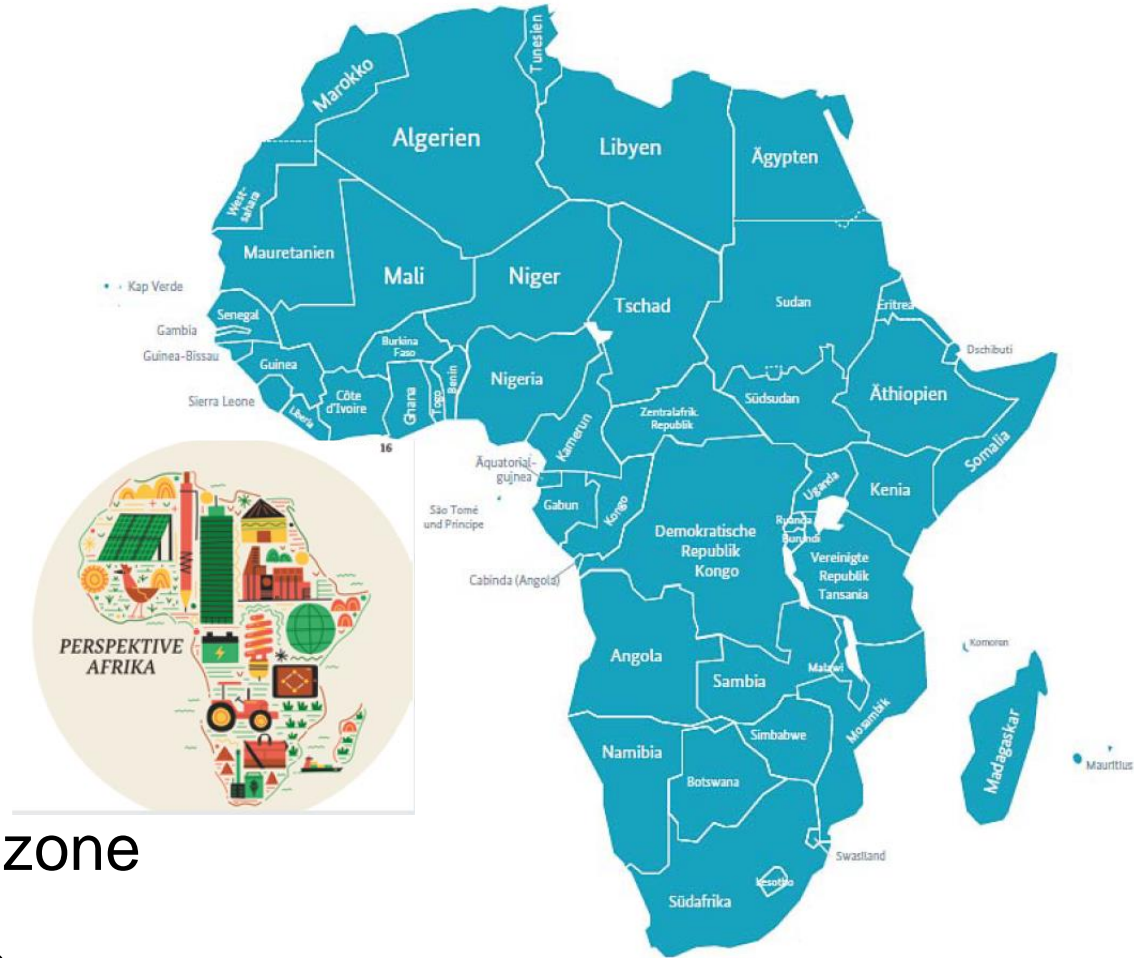 Tunesien
Marokko
Algerien
Libyen
Ägypten
West-
sahara
Mauretanien
Mali
Niger
Tschad
Sudan
Eritrea
Kap Verde
Senegal
Gambia
Guinea-Bissau
Guinea
Burkina
Faso
Dschibuti
Sierra Leone
Liberia
Côte
d'Ivoire
Ghana
Togo
Benin
Nigeria
Kamerun
Zentralafrik.
Republik
Südsudan
Äthiopien
Somalia
16
Äquatorial-
guinea
São Tomé
und Príncipe
Gabun
Kongo
Uganda
Kenia
Ruanda
Burundi
Demokratische
Republik
Kongo
Vereinigte
Republik
Tansania
Cabinda (Angola)
PERSPEKTIVE
AFRIKA
Angola
Sambia
Malawi
Mosambik
Komoren
Madagaskar
Mauritius
Namibia
Simbabwe
Botswana
Swasiland
Lesotho
Südafrika
zone